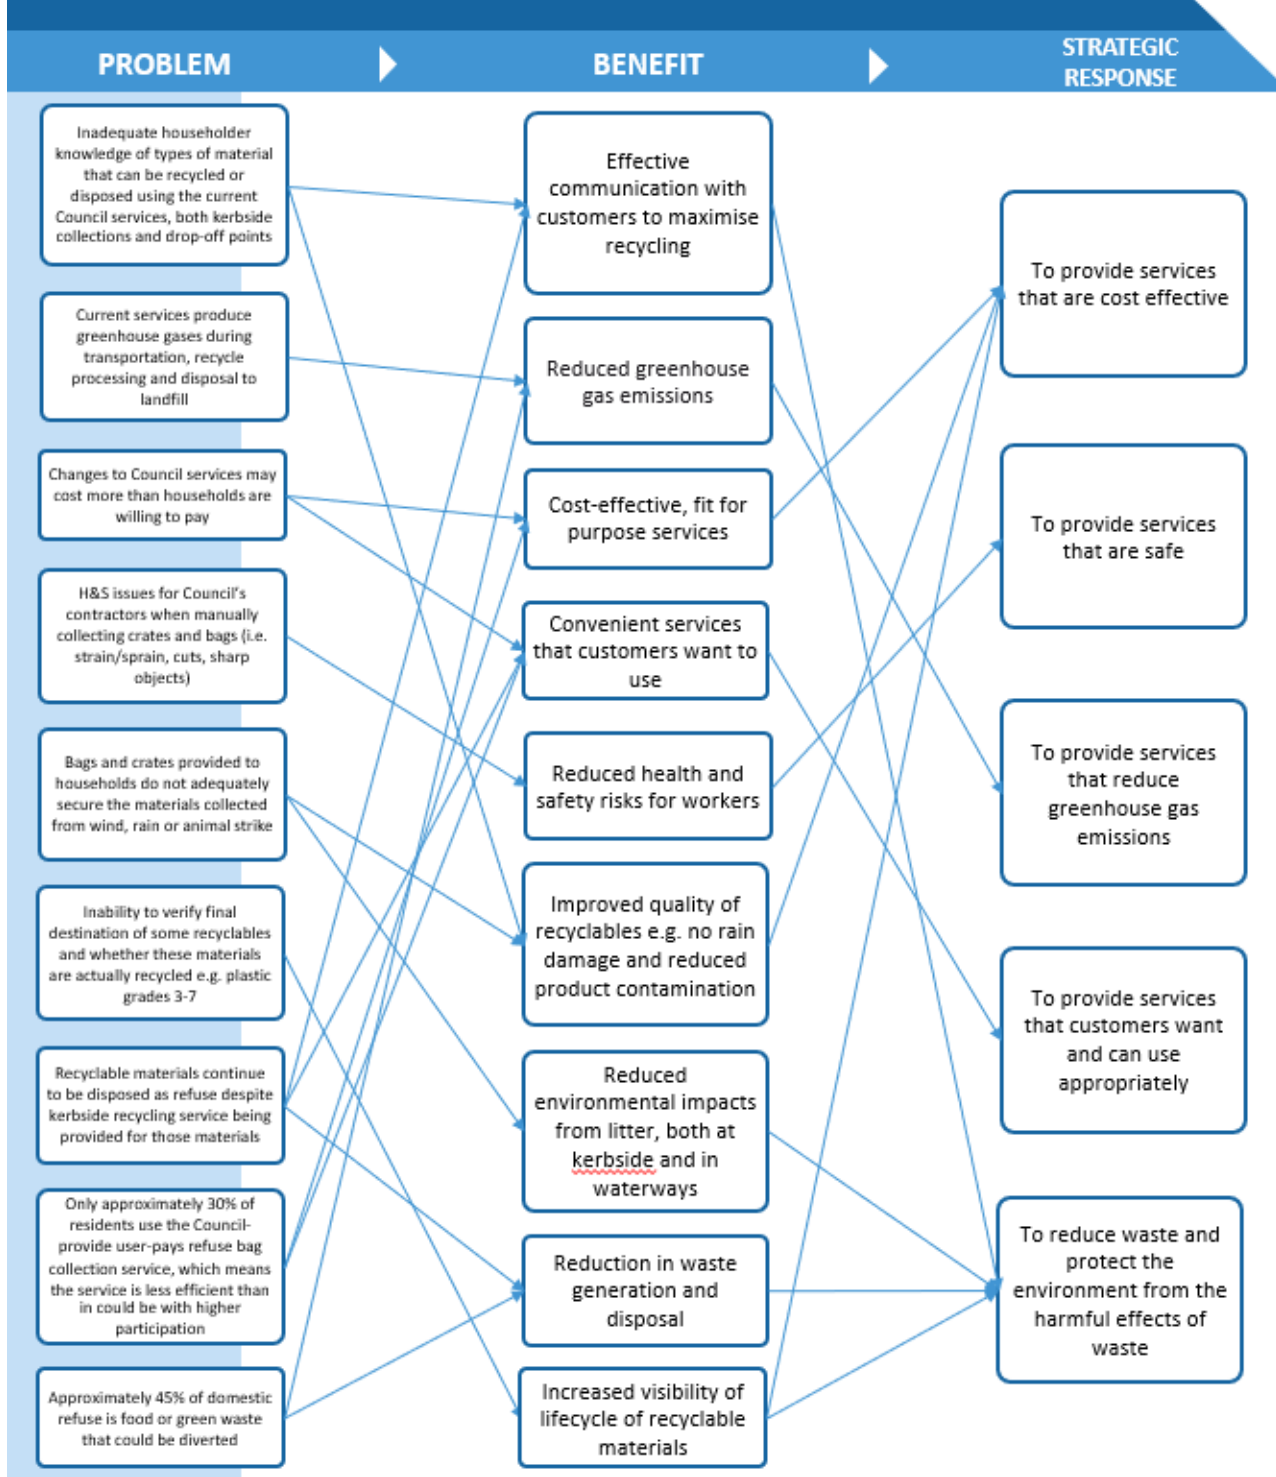 PROBLEM
BENEFIT
STRATEGIC
RESPONSE
Inadequate householder
knowledge of types of material
that can be recycled or
disposed using the current
Council services, both kerbside
collections and drop-off points
Current services produce
greenhouse gases during
transportation, recycle
processing and disposal to
landfill
Changes to Council services may
cost more than households are
willing to pay
H&S issues for Council's
contractors when manually
collecting crates and bags (i.e.
strain/sprain, cuts, sharp
objects)
Bags and crates provided to
households do not adequately
secure the materials collected
from wind, rain or animal strike
Inability to verify final
destination of some recyclables
and whether these materials
are actually recycled e.g. plastic
grades 3-7
Recyclable materials continue
to be disposed as refuse despite
kerbside recycling service being
provided for those materials
Only approximately 30% of
residents use the Council-
provide user-pays refuse bag
collection service, which means
the service is less efficient than
in could be with higher
participation
Approximately 45% of domestic
refuse is food or green waste
that could be diverted
Effective
communication with
customers to maximise
recycling
Reduced greenhouse
gas emissions
Cost-effective, fit for
purpose services
Convenient services
that customers want to
use
Reduced health and
safety risks for workers
Improved quality of
recyclables e.g. no rain
damage and reduced
product contamination
Reduced
environmental impacts
from litter, both at
kerbside and in
waterways
Reduction in waste
generation and
disposal
Increased visibility of
lifecycle of recyclable
materials
To provide services
that are cost effective
To provide services
that are safe
To provide services
that reduce
greenhouse gas
emissions
To provide services
that customers want
and can use
appropriately
To reduce waste and
protect the
environment from the
harmful effects of
waste